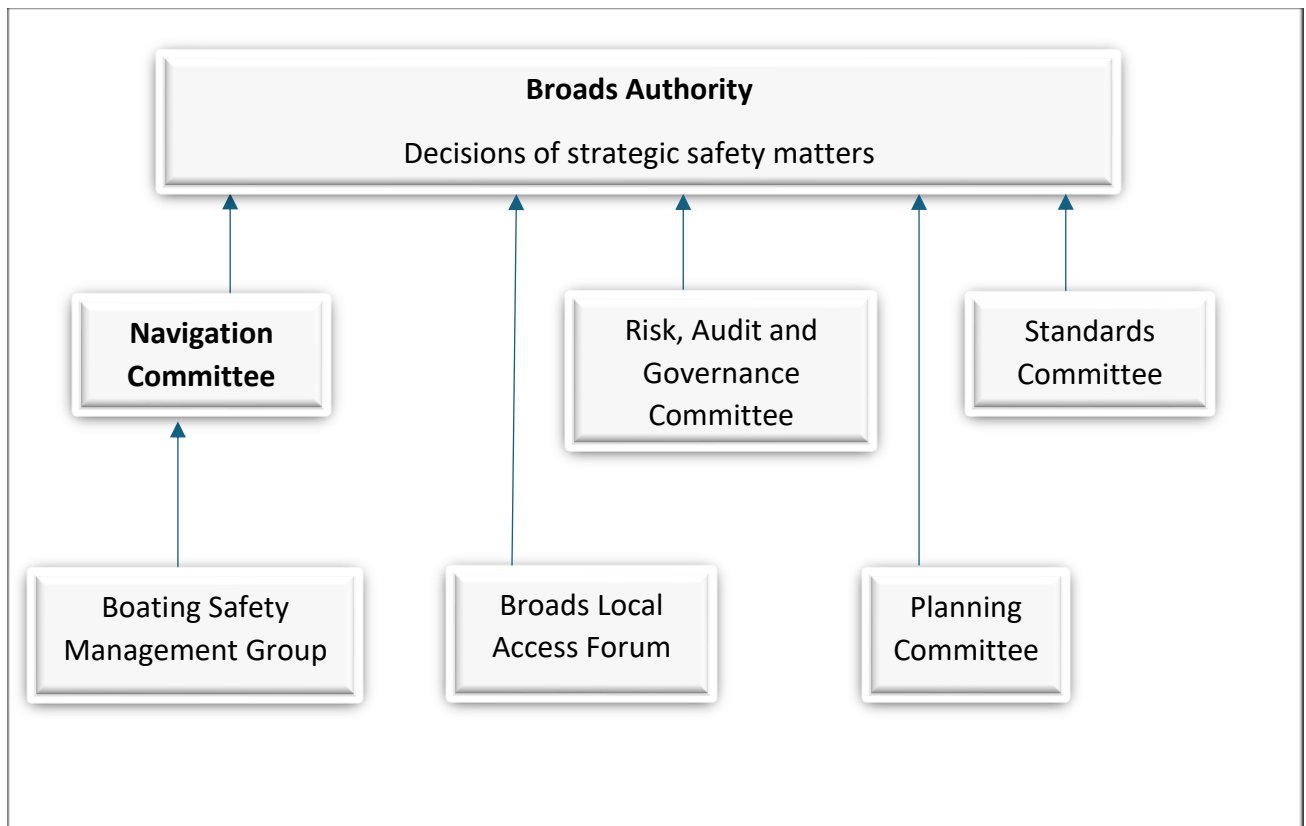 Broads Authority
Decisions of strategic safety matters
Navigation
Committee
Risk, Audit and
Governance
Committee
Standards
Committee
Boating Safety
Management Group
Broads Local
Access Forum
Planning
Committee